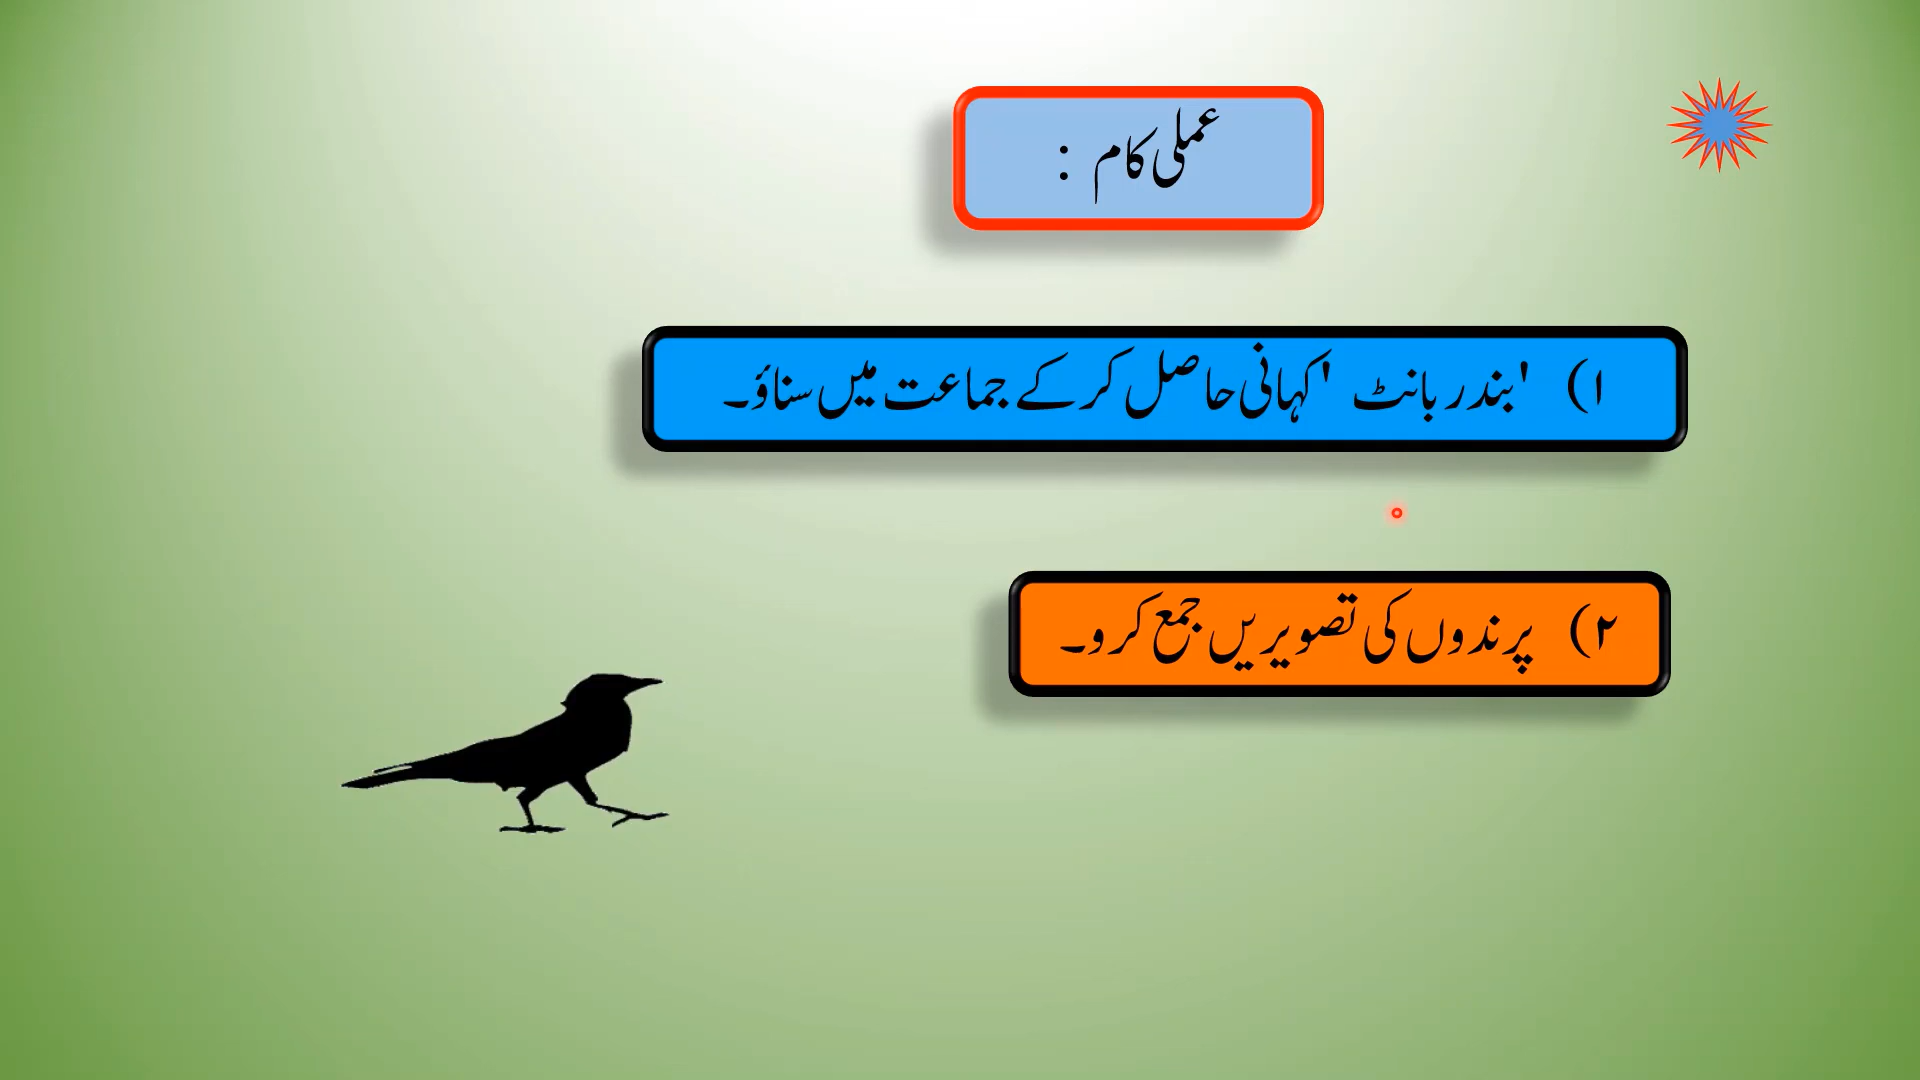 عملی کام :
۱) 'بندر بانٹ 'کہانی حاصل کر کے جماعت میں سناؤ۔
۲) پرندوں کی تصویریں جمع کرو۔